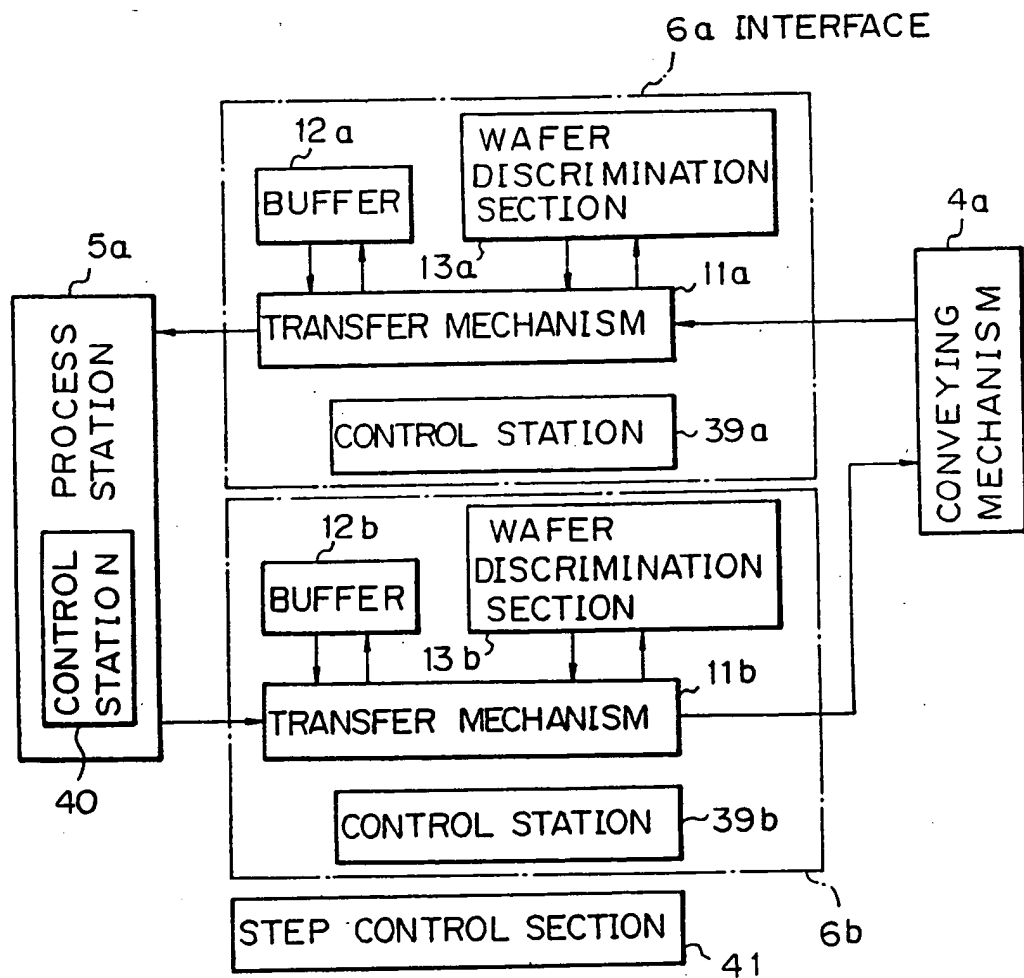 6a INTERFACE
12a
BUFFER
WAFER
DISCRIMINATION
SECTION
13a
11a
TRANSFER MECHANISM
CONTROL STATION
39a
5a
PROCESS
STATION
CONTROL
STATION
40
4a
CONVEYING
MECHANISM
12b
BUFFER
WAFER
DISCRIMINATION
SECTION
13b
11b
TRANSFER MECHANISM
CONTROL STATION
39b
6b
STEP CONTROL SECTION
41